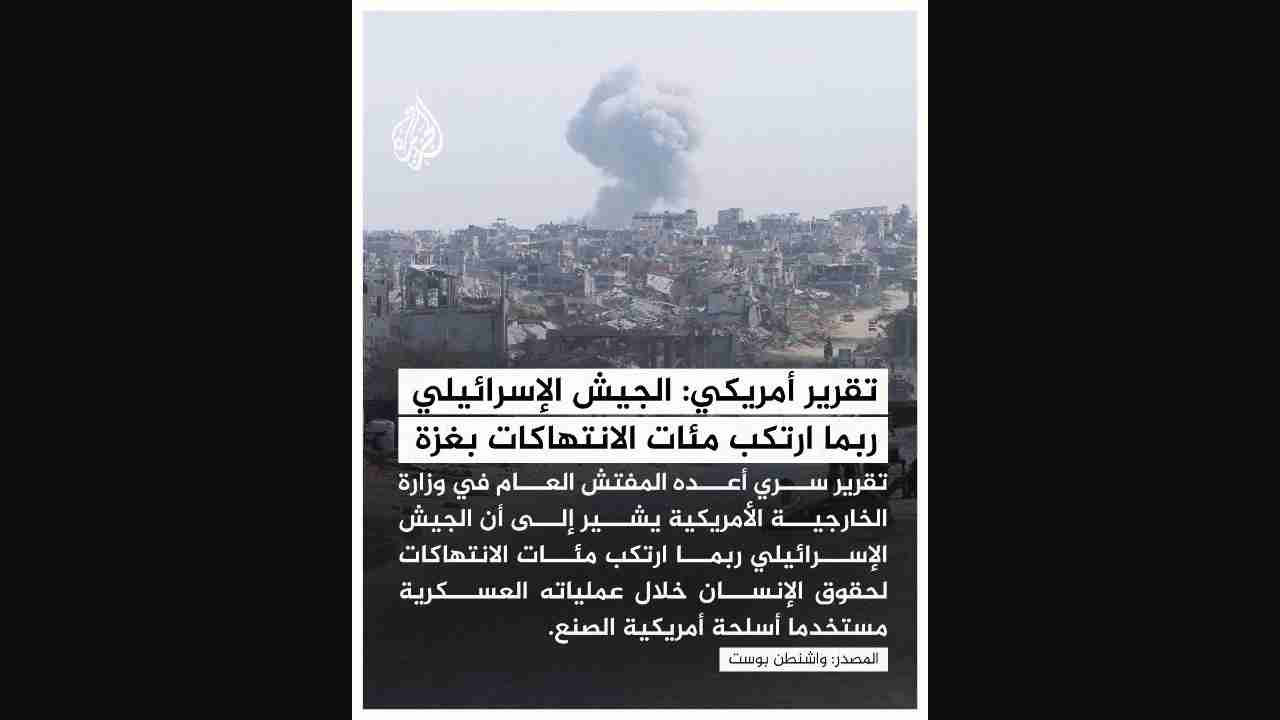 تقرير أمريكي: الجيش الإسرائيلي
ربما ارتكب مئات الانتهاكات بغزة
تقرير سري أعده المفتش العام في وزارة
الخارجية الأمريكية يشير إلى أن الجيش
الإسرائيلي ربما ارتكب مئات الانتهاكات
لحقوق الإنسان خلال عملياته العسكرية
مستخدما أسلحة أمريكية الصنع.
المصدر: واشنطن بوست